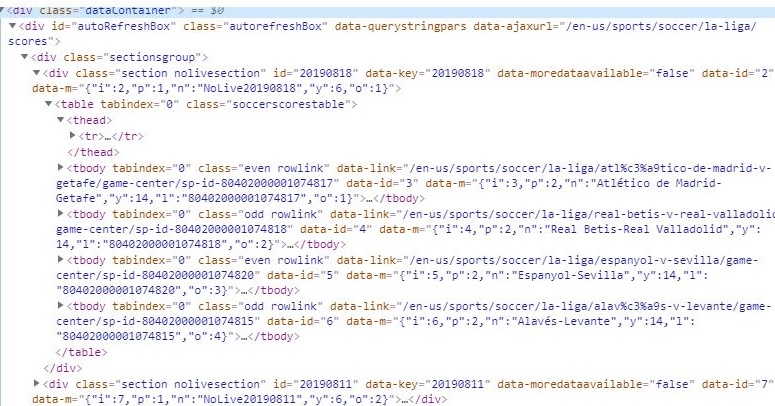 <div class="dataContainer"> == $0
▼<div id="autoRefreshBox" class="autorefreshBox" data-querystringpars data-ajaxurl="/en-us/sports/soccer/la-liga/
scores">
▼<div class="sectionsgroup">
▼<div class="section nolivesection" id="20190818" data-key="20190818" data-moredataavailable="false" data-id="2"
data-m="{"i":2,"p":1,"n":"NoLive20190818","y":6,"o":1}">
▼<table tabindex="0" class="soccerscorestable">
▼<thead>
▶<tr>…</tr>
</thead>
▶<tbody tabindex="0" class="even rowlink" data-link="/en-us/sports/soccer/la-liga/atl%c3%a9tico-de-madrid-v-
getafe/game-center/sp-id-80402000001074817" data-id="3" data-m="{"i":3,"p":2,"n":"Atlético de Madrid-
Getafe","y":14,"l":"80402000001074817","o":1}">…</tbody>
▶<tbody tabindex="0" class="odd rowlink" data-link="/en-us/sports/soccer/la-liga/real-betis-v-real-valladolid
game-center/sp-id-80402000001074818" data-id="4" data-m="{"i":4,"p":2,"n":"Real Betis-Real Valladolid","y":
14,"l":"80402000001074818","o":2}">…</tbody>
▶<tbody tabindex="0" class="even rowlink" data-link="/en-us/sports/soccer/la-liga/espanyol-v-sevilla/game-
center/sp-id-80402000001074820" data-id="5" data-m="{"i":5,"p":2,"n":"Espanyol-Sevilla","y":14,"l":
"80402000001074820","o":3}">…</tbody>
▶<tbody tabindex="0" class="odd rowlink" data-link="/en-us/sports/soccer/la-liga/alav%c3%a9s-v-levante/game-
center/sp-id-80402000001074815" data-id="6" data-m="{"i":6,"p":2,"n":"Alavés-Levante","y":14,"l":
"80402000001074815","o":4}">…</tbody>
</table>
</div>
▶<div class="section nolivesection" id="20190811" data-key="20190811" data-moredataavailable="false" data-id="7"
data-m="{"i":7,"p":1,"n":"NoLive20190811","y":6,"o":2}">…</div>